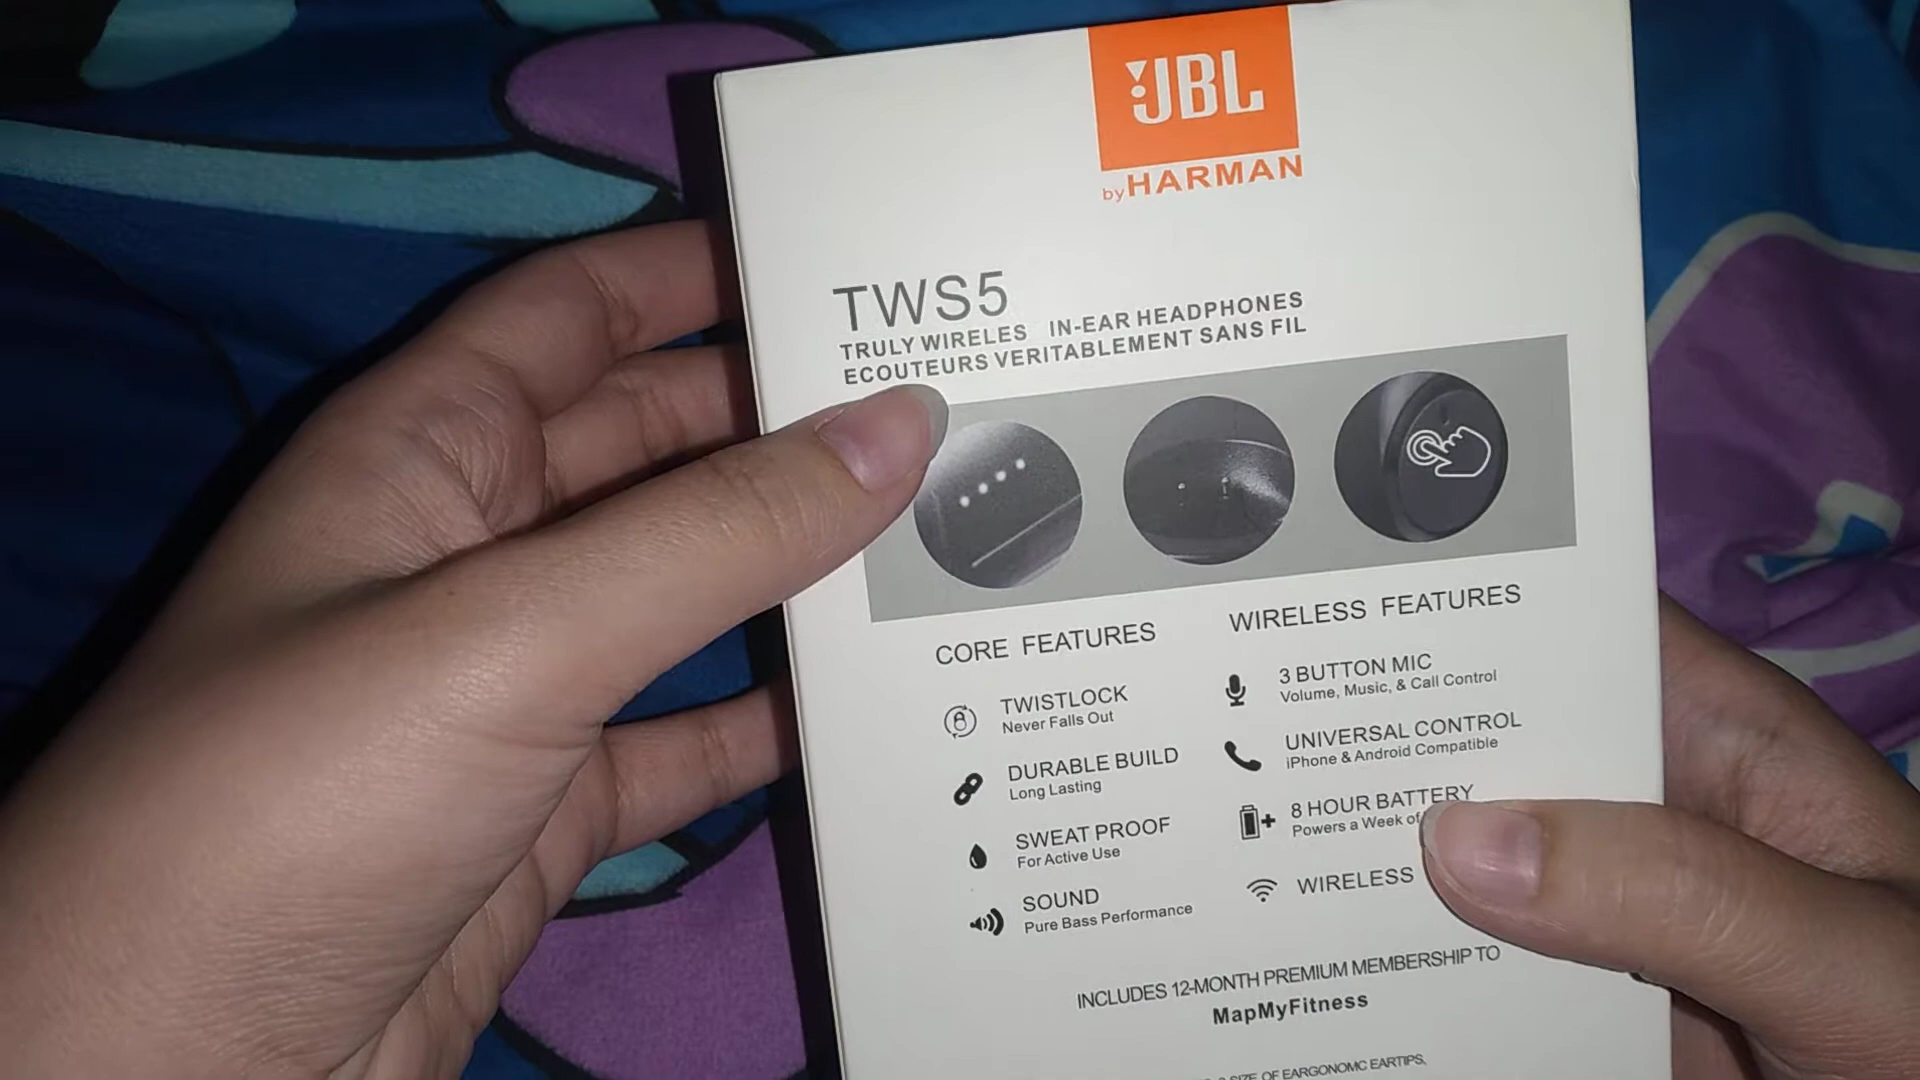 JBL
by HARMAN
TWS5
TRULY WIRELES IN-EAR HEADPHONES
ECOUTEURS VERITABLEMENT SANS FIL
CORE FEATURES
TWISTLOCK
Never Falls Out
DURABLE BUILD
Long Lasting
SWEAT PROOF
For Active Use
SOUND
Pure Bass Performance
WIRELESS FEATURES
3 BUTTON MIC
Volume, Music, & Call Control
UNIVERSAL CONTROL
iPhone & Android Compatible
8 HOUR BATTERY
Powers a Week of
WIRELESS
INCLUDES 12-MONTH PREMIUM MEMBERSHIP TO
MapMyFitness
SIZE OF EARGONOMC EARTIPS,